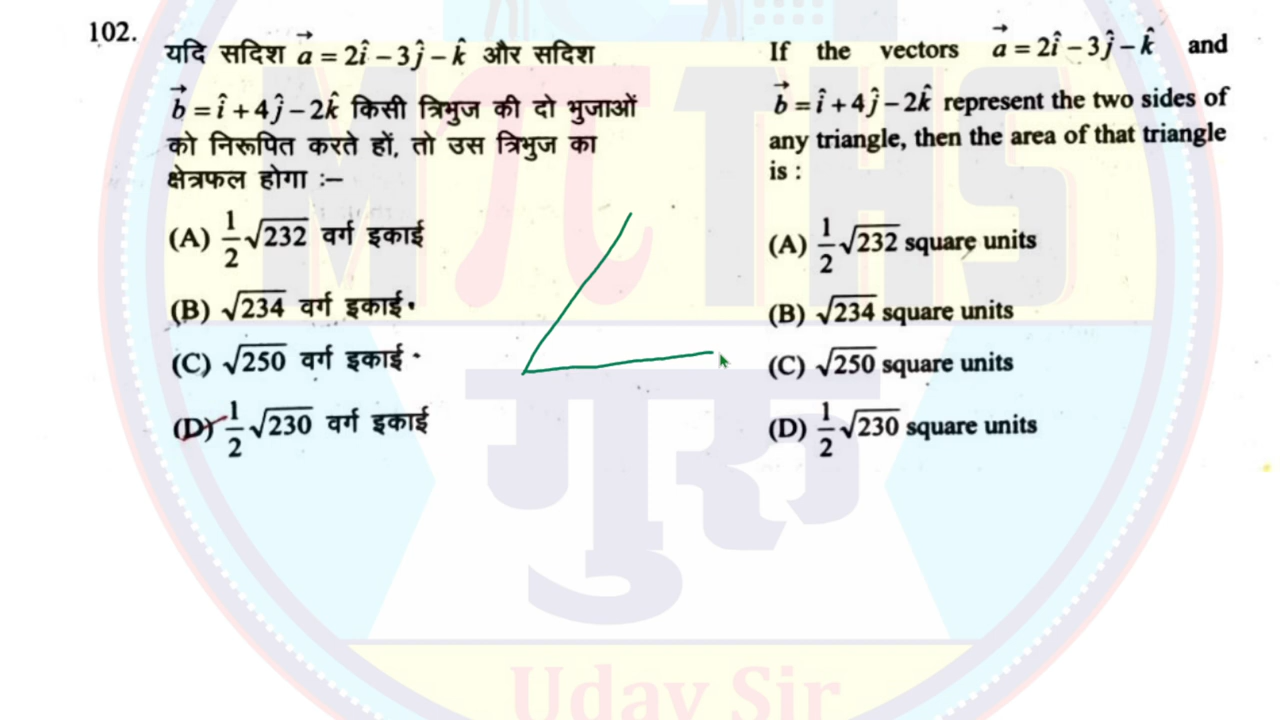 102.
यदि सदिश a⃗ = 2î − 3ĵ − k̂ और सदिश
b⃗ = î + 4ĵ − 2k̂ किसी त्रिभुज की दो भुजाओं
को निरूपित करते हों, तो उस त्रिभुज का
क्षेत्रफल होगा :–
(A) 1/2 √232 वर्ग इकाई
(B) √234 वर्ग इकाई
(C) √250 वर्ग इकाई
(D) 1/2 √230 वर्ग इकाई
If the vectors a⃗ = 2î − 3ĵ − k̂ and
b⃗ = î + 4ĵ − 2k̂ represent the two sides of
any triangle, then the area of that triangle
is :
(A) 1/2 √232 square units
(B) √234 square units
(C) √250 square units
(D) 1/2 √230 square units
MπTHS
गुरु
Uday Sir